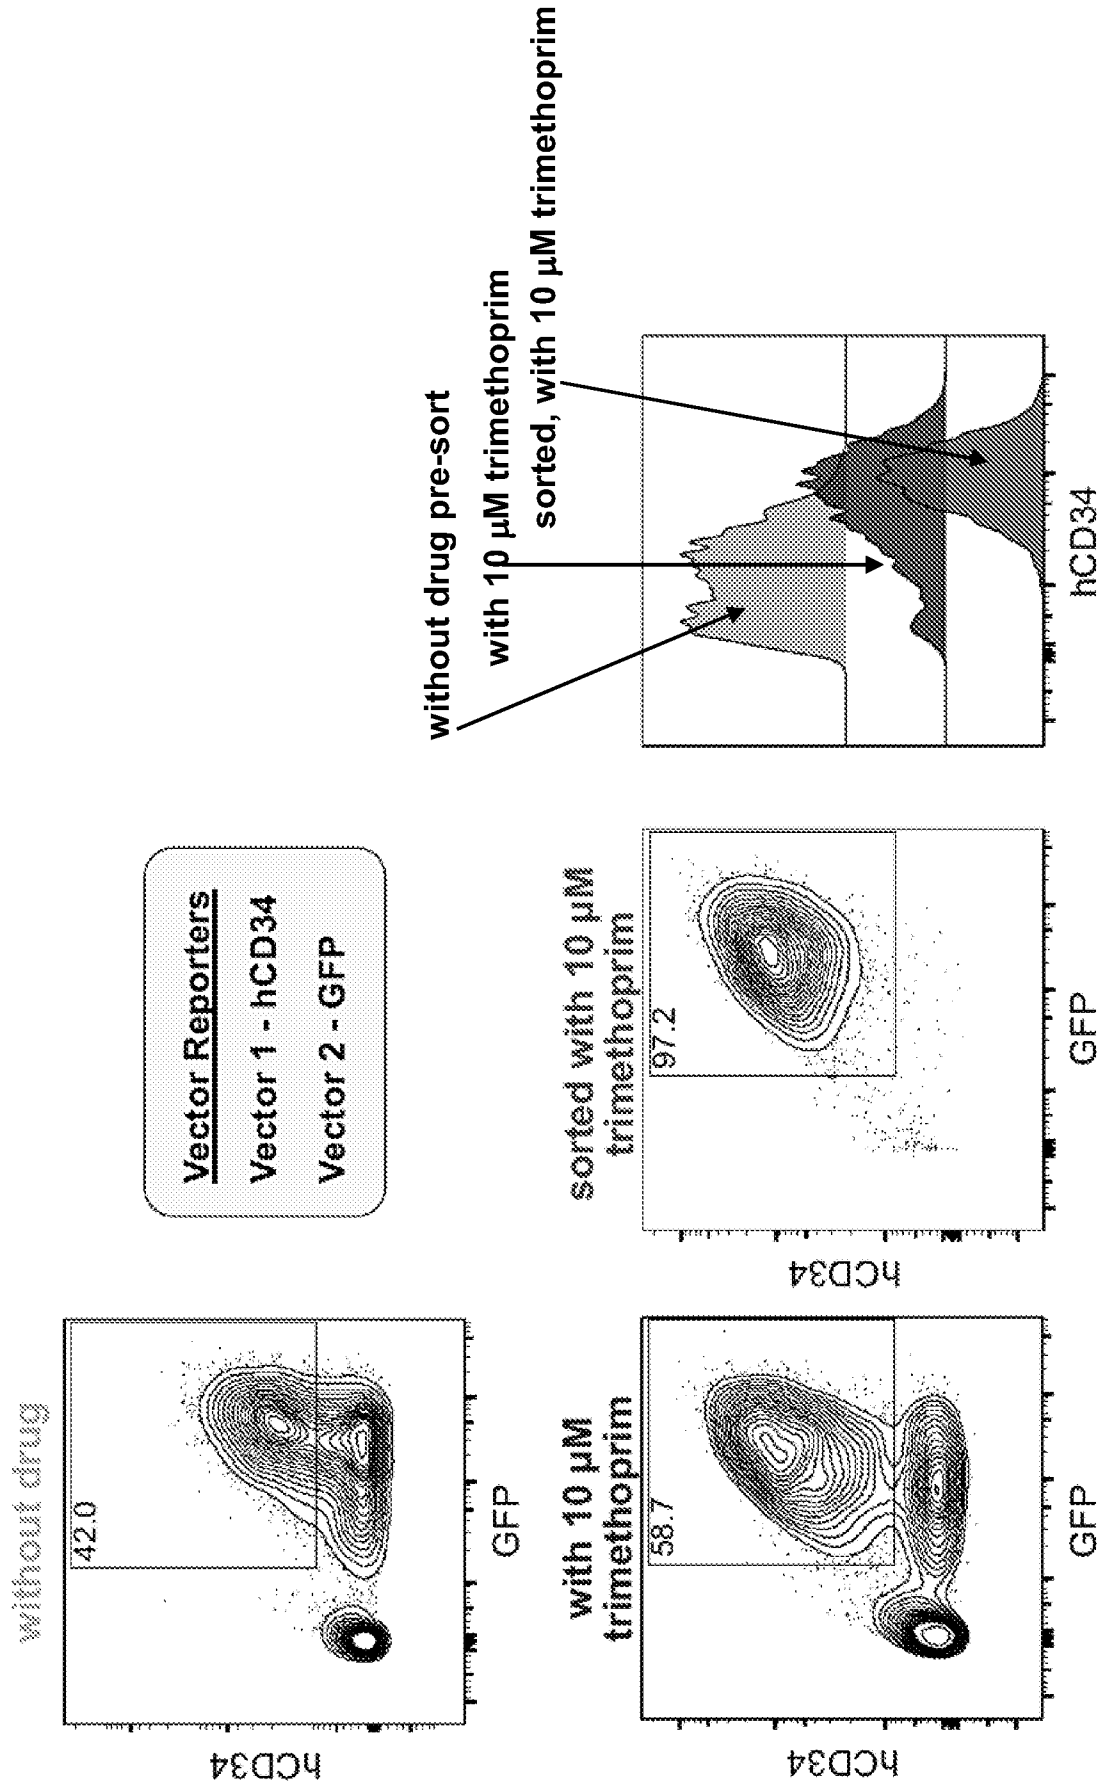 without drug
42.0
hCD34
GFP
Vector Reporters
Vector 1 - hCD34
Vector 2 - GFP
with 10 µM
trimethoprim
58.7
hCD34
GFP
sorted with 10 µM
trimethoprim
97.2
hCD34
GFP
without drug pre-sort
with 10 µM trimethoprim
sorted, with 10 µM trimethoprim
hCD34